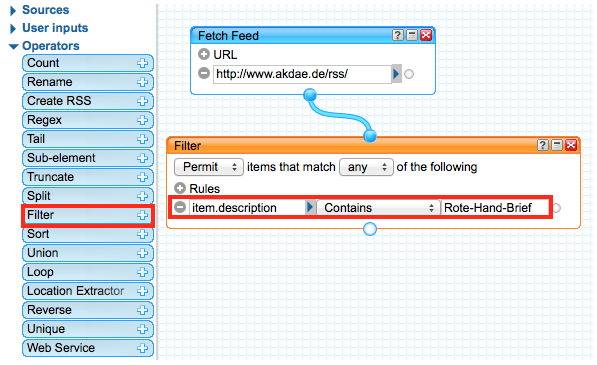 Sources
User inputs
Operators
Count
Rename
Create RSS
Regex
Tail
Sub-element
Truncate
Split
Filter
Sort
Union
Loop
Location Extractor
Reverse
Unique
Web Service
Fetch Feed
URL
http://www.akdae.de/rss/
Filter
Permit items that match any of the following
Rules
item.description Contains Rote-Hand-Brief